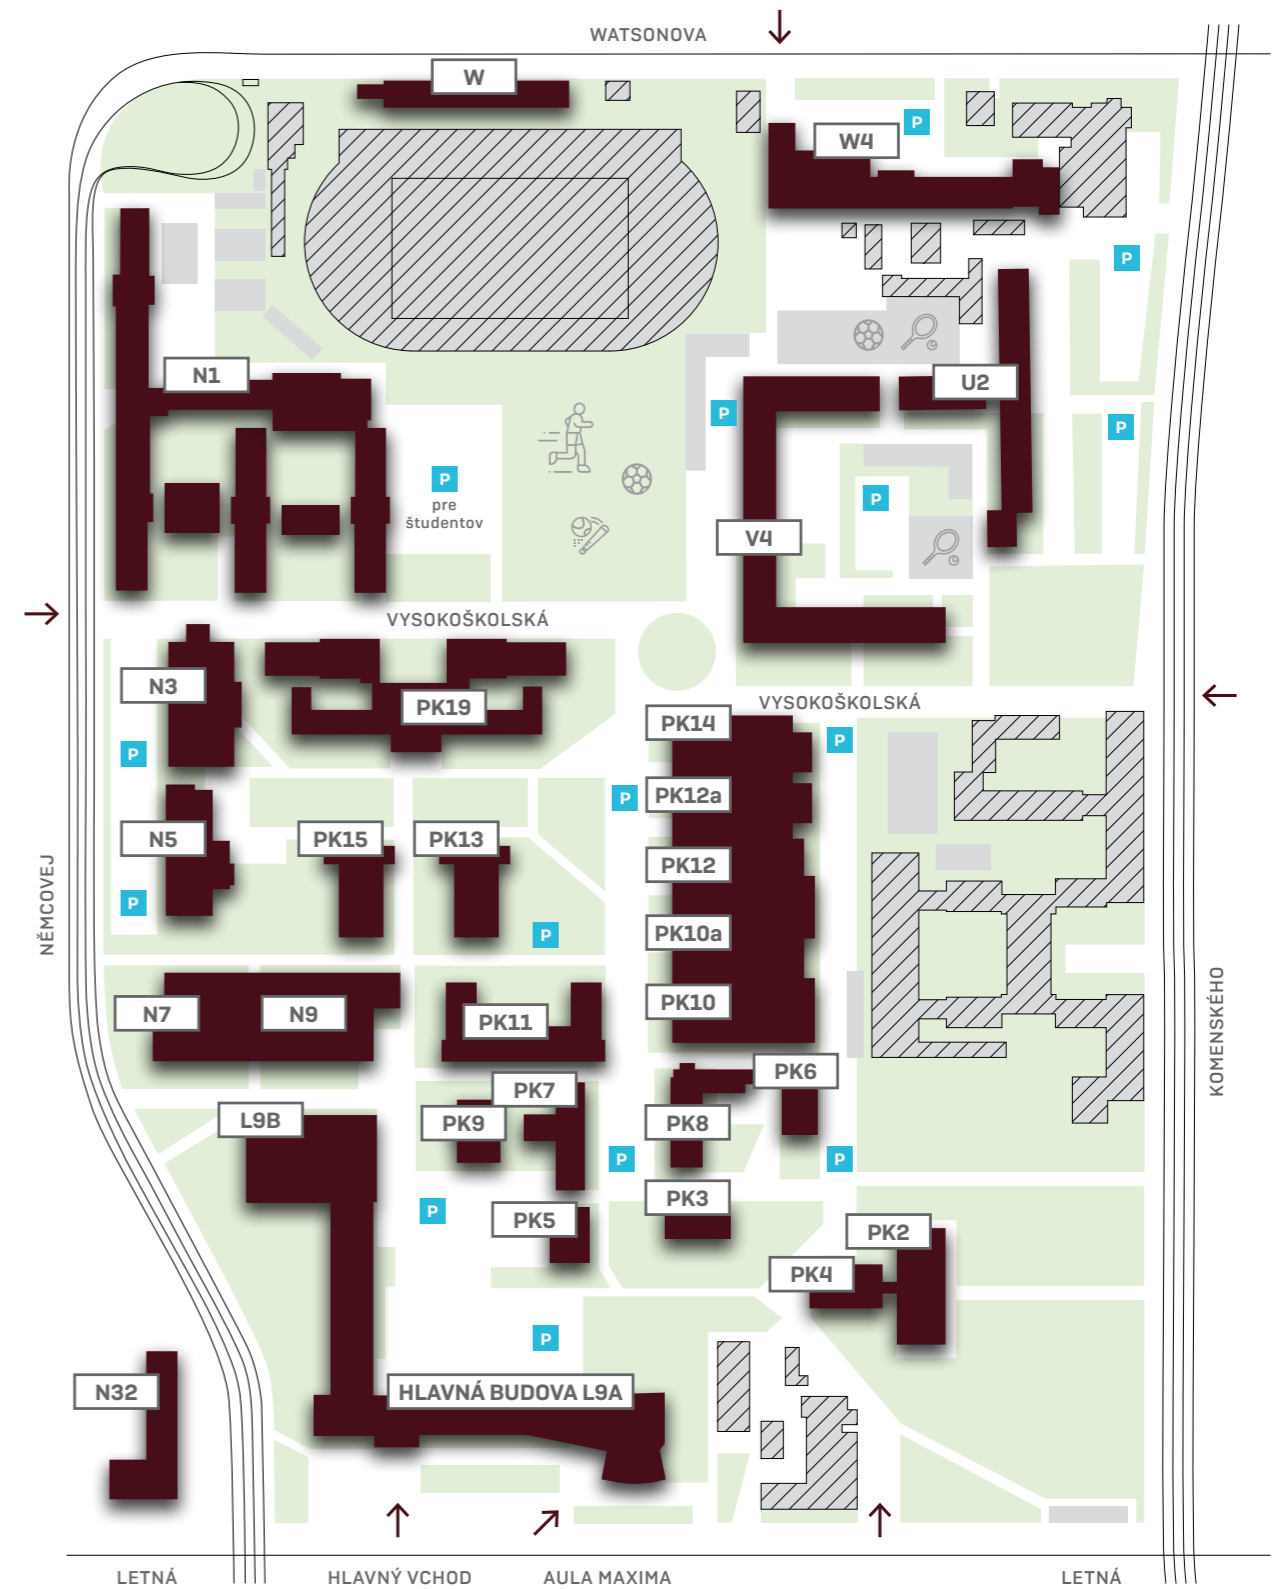 WATSONOVA
W
P
W4
P
N1
U2
P
P
P
pre
študentov
P
V4
VYSOKOŠKOLSKÁ
N3
PK19
VYSOKOŠKOLSKÁ
PK14
P
P
PK12a
P
N5
PK15
PK13
PK12
NĚMCOVEJ
P
P
PK10a
KOMENSKÉHO
N7
N9
PK11
PK10
PK6
PK7
L9B
PK9
PK8
P
P
PK3
P
PK5
PK2
PK4
P
N32
HLAVNÁ BUDOVA L9A
LETNÁ
HLAVNÝ VCHOD
AULA MAXIMA
LETNÁ